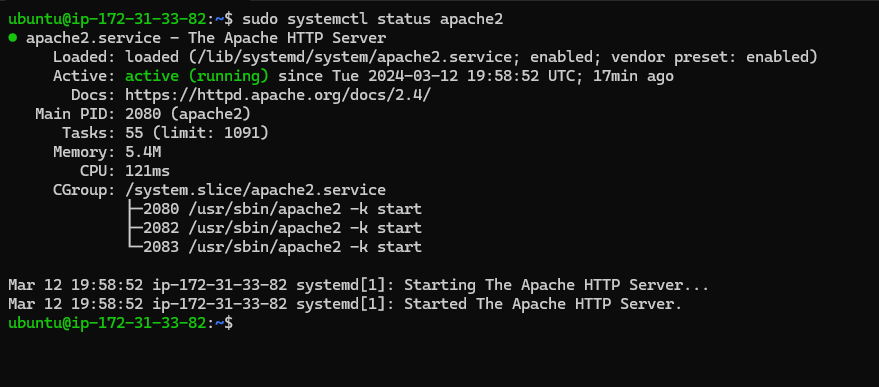 ubuntu@ip-172-31-33-82:~$ sudo systemctl status apache2
● apache2.service - The Apache HTTP Server
     Loaded: loaded (/lib/systemd/system/apache2.service; enabled; vendor preset: enabled)
     Active: active (running) since Tue 2024-03-12 19:58:52 UTC; 17min ago
       Docs: https://httpd.apache.org/docs/2.4/
   Main PID: 2080 (apache2)
      Tasks: 55 (limit: 1091)
     Memory: 5.4M
        CPU: 121ms
     CGroup: /system.slice/apache2.service
             ├─2080 /usr/sbin/apache2 -k start
             ├─2082 /usr/sbin/apache2 -k start
             └─2083 /usr/sbin/apache2 -k start

Mar 12 19:58:52 ip-172-31-33-82 systemd[1]: Starting The Apache HTTP Server...
Mar 12 19:58:52 ip-172-31-33-82 systemd[1]: Started The Apache HTTP Server.
ubuntu@ip-172-31-33-82:~$